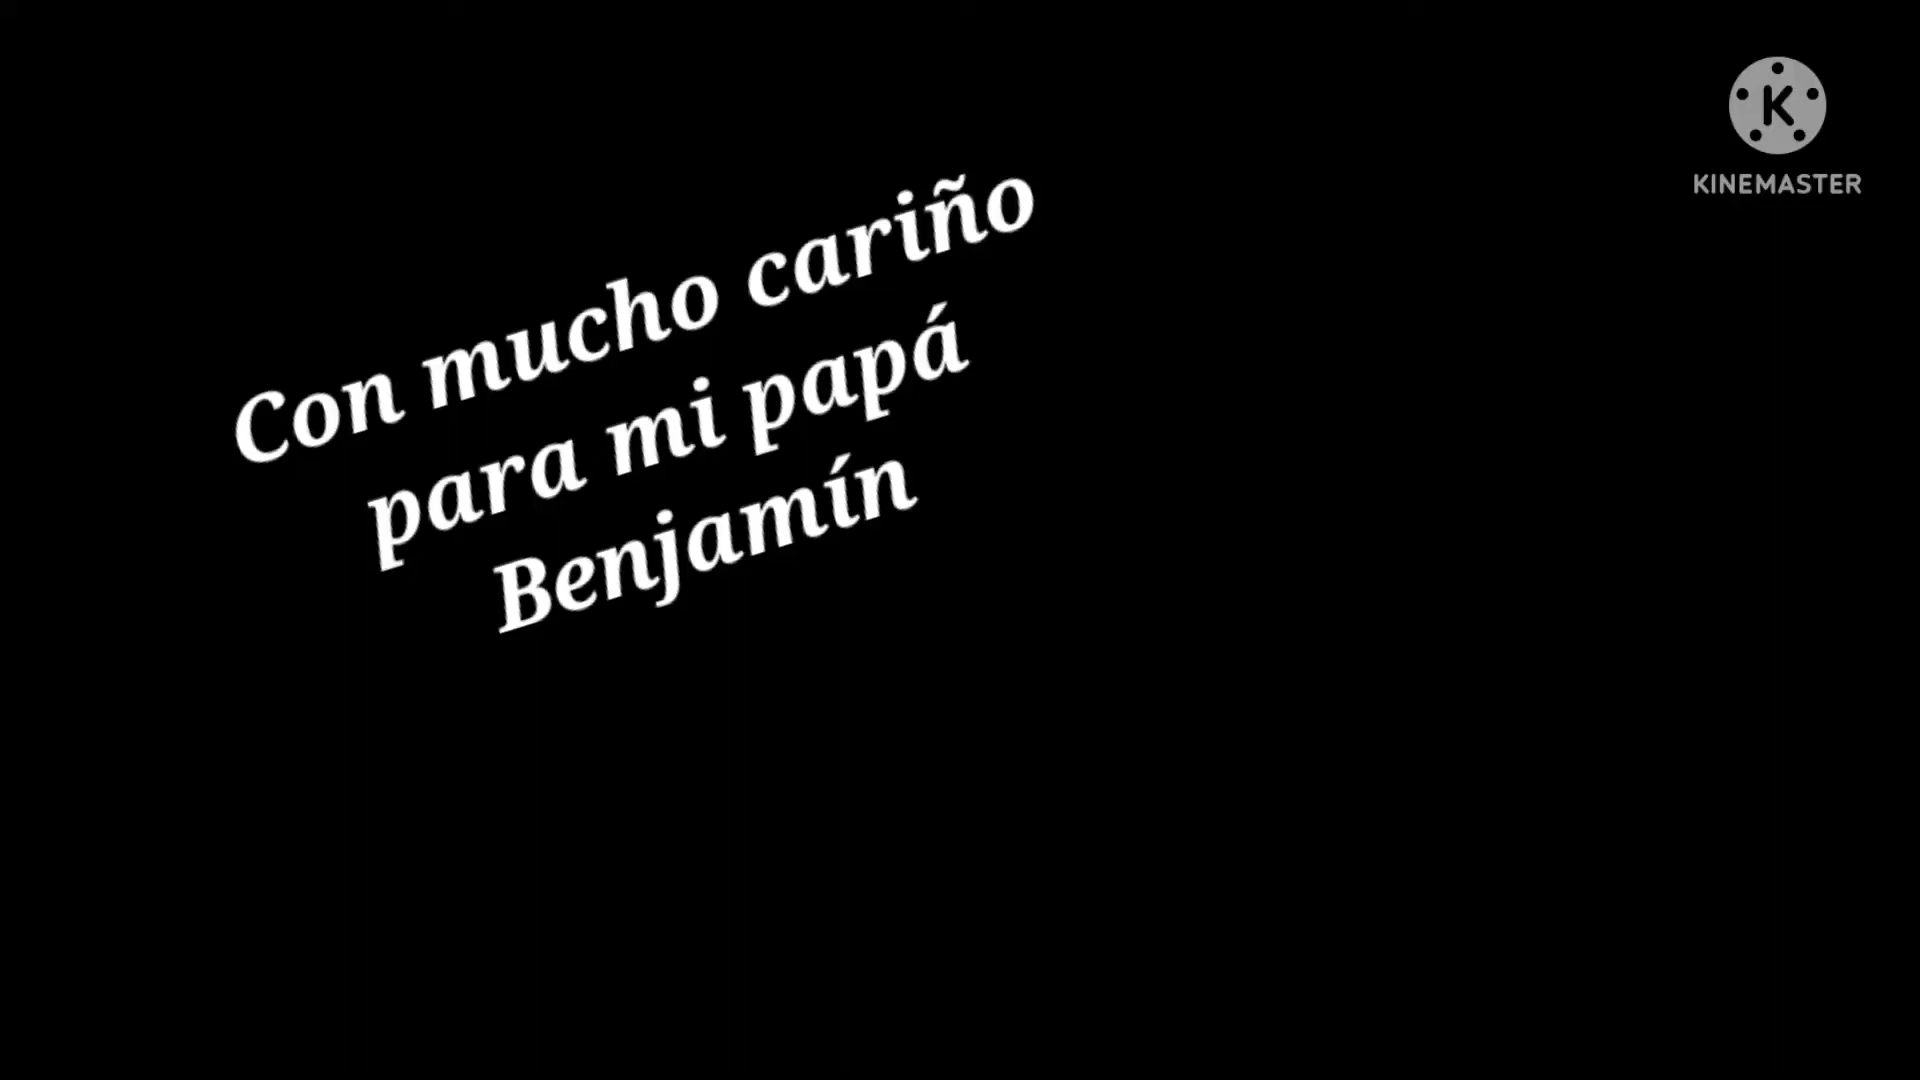 Con mucho cariño
para mi papá
Benjamín
K
KINEMASTER